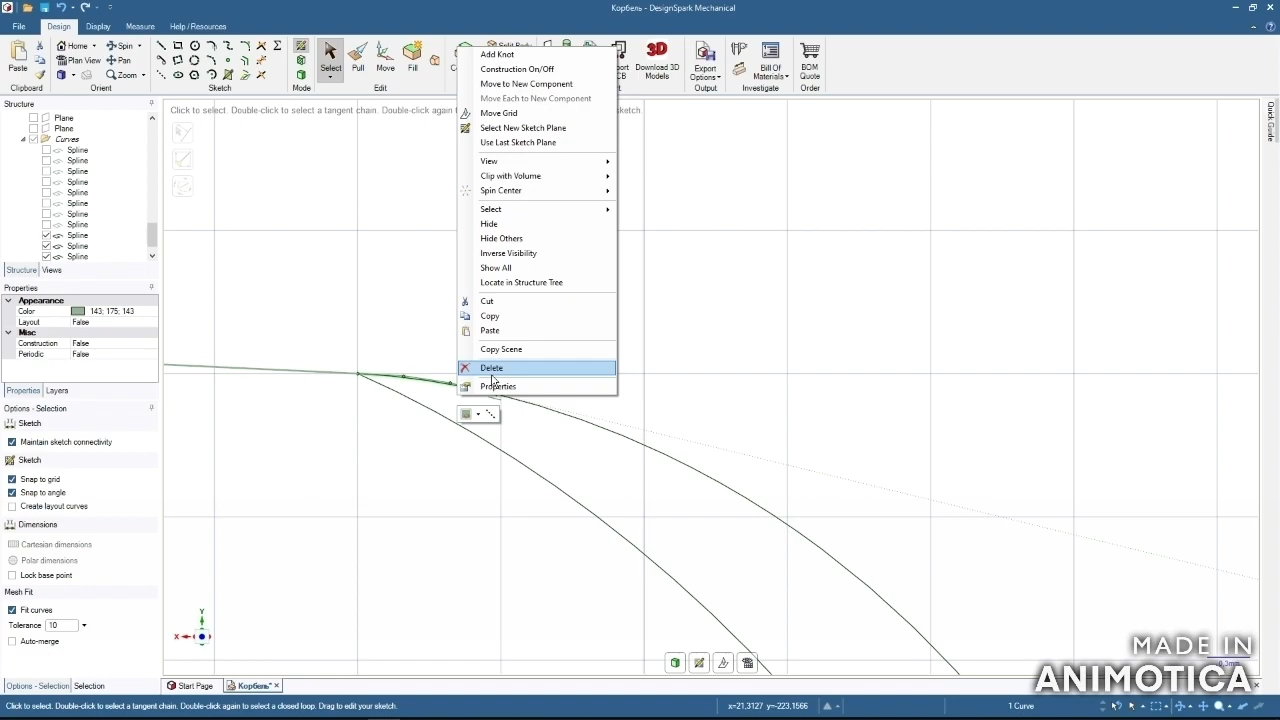 Корбель - DesignSpark Mechanical
File Design Display Measure Help / Resources
Paste
Home
Spin
Plan View
Pan
Zoom
Select
Pull
Move
Fill
Download 3D
Models
Export
Options
Bill Of
Materials
BOM
Quote
Clipboard
Orient
Sketch
Mode
Edit
Output
Investigate
Order
Structure
Plane
Plane
Curves
Spline
Spline
Spline
Spline
Spline
Spline
Spline
Spline
Spline
Spline
Spline
Structure Views
Properties
Appearance
Color 143; 175; 143
Layout False
Misc
Construction False
Periodic False
Properties Layers
Options - Selection
Sketch
Maintain sketch connectivity
Sketch
Snap to grid
Snap to angle
Create layout curves
Dimensions
Cartesian dimensions
Polar dimensions
Lock base point
Mesh Fit
Fit curves
Tolerance 10
Auto-merge
Options - Selection Selection
Click to select. Double-click to select a tangent chain. Double-click again t
sketch.
Add Knot
Construction On/Off
Move to New Component
Move Each to New Component
Move Grid
Select New Sketch Plane
Use Last Sketch Plane
View
Clip with Volume
Spin Center
Select
Hide
Hide Others
Inverse Visibility
Show All
Locate in Structure Tree
Cut
Copy
Paste
Copy Scene
Delete
Properties
Quick Guide
Y
X
MADE IN
ANIMOTICA
Start Page
Корбель*
Click to select. Double-click to select a tangent chain. Double-click again to select a closed loop. Drag to edit your sketch.
x=21,3127 y=-223,1566
1 Curve